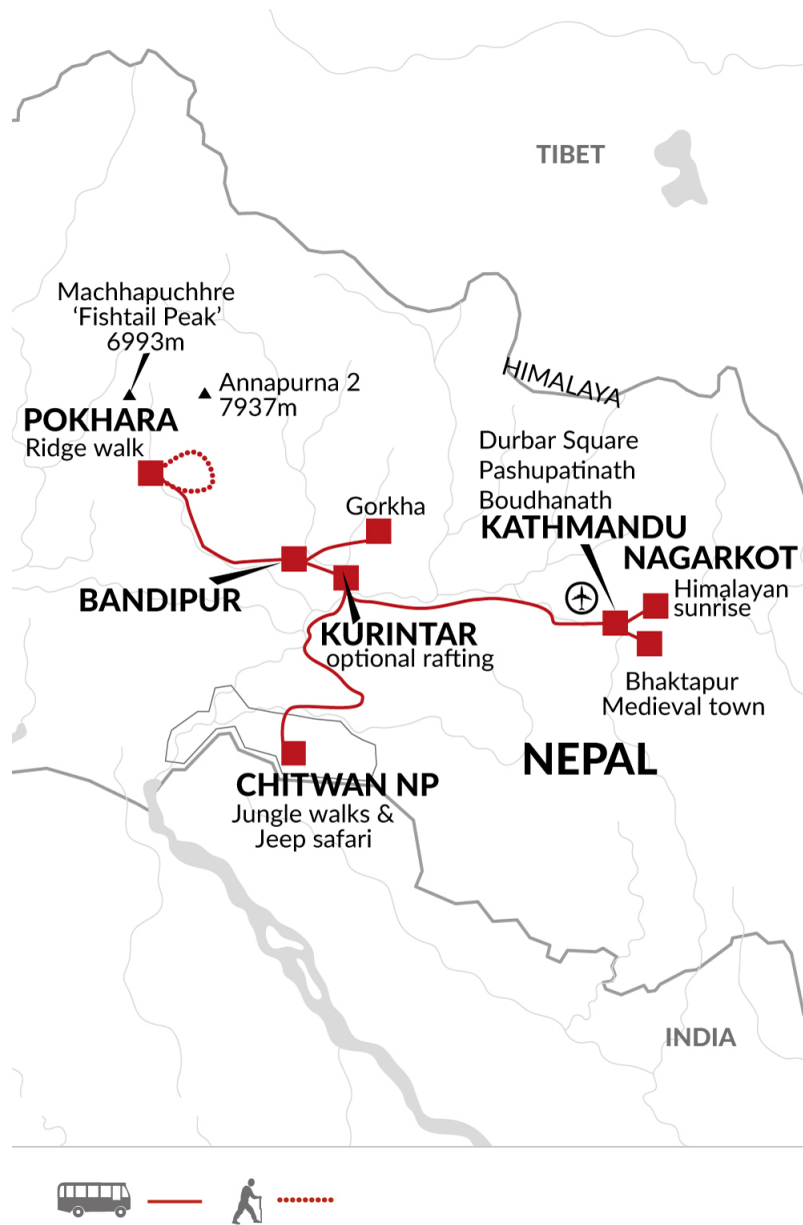 TIBET
Machhapuchhre
‘Fishtail Peak’
6993m
Annapurna 2
7937m
HIMALAYA
POKHARA
Ridge walk
Durbar Square
Pashupatinath
Boudhanath
KATHMANDU
Gorkha
NAGARKOT
Himalayan
sunrise
BANDIPUR
KURINTAR
optional rafting
Bhaktapur
Medieval town
NEPAL
CHITWAN NP
Jungle walks &
Jeep safari
INDIA